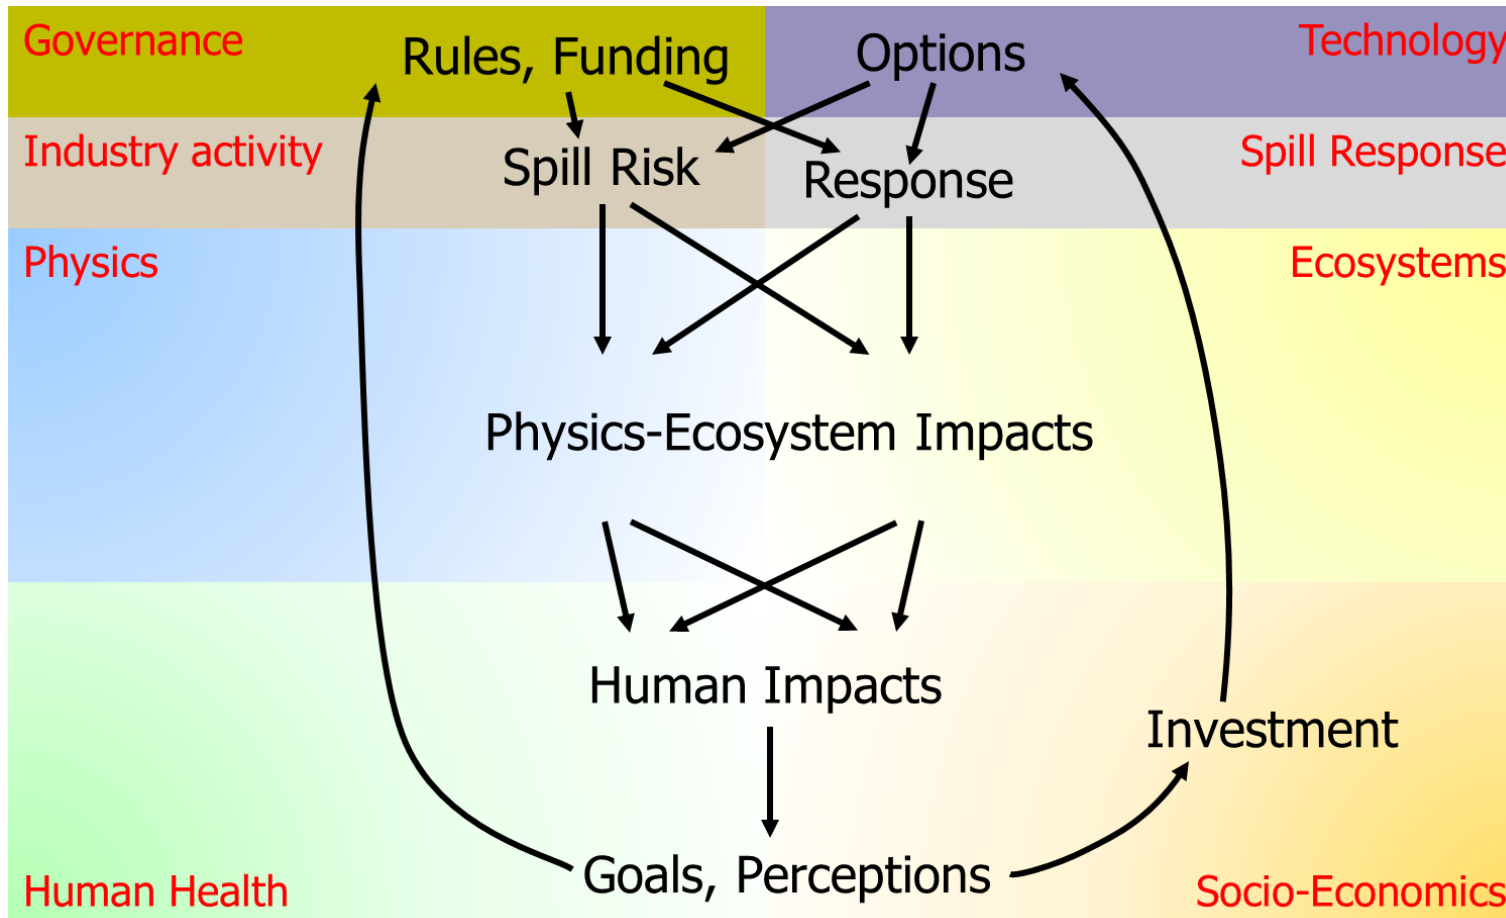 Governance
Rules, Funding
Options
Technology
Industry activity
Spill Risk
Response
Spill Response
Physics
Ecosystems
Physics-Ecosystem Impacts
Human Impacts
Investment
Goals, Perceptions
Human Health
Socio-Economics